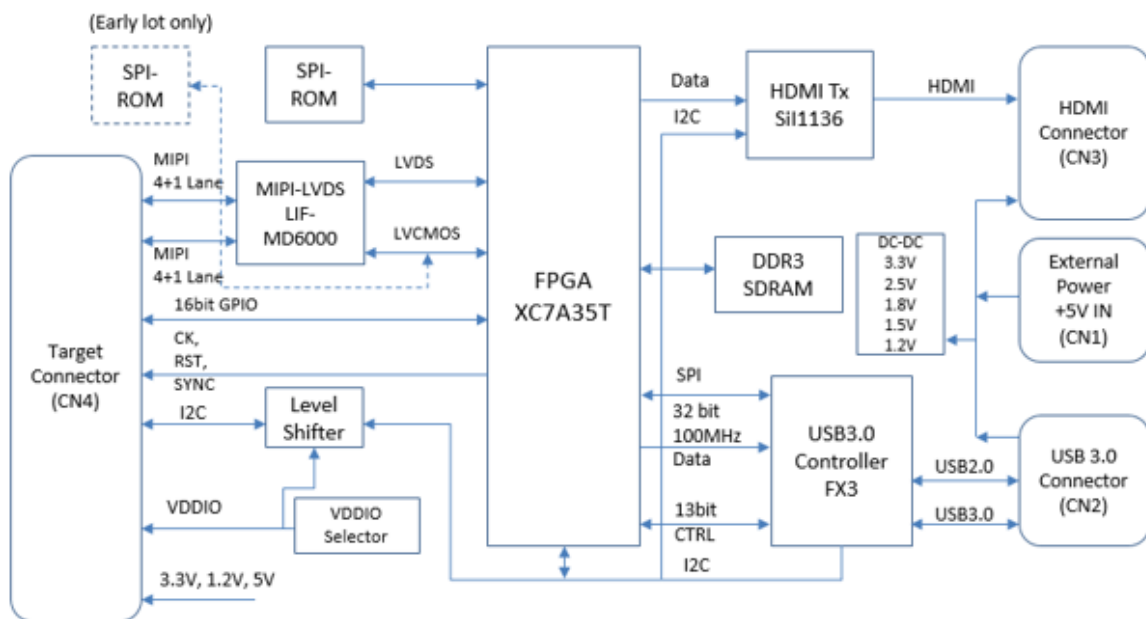 (Early lot only)
SPI-
ROM
SPI-
ROM
Data
I2C
HDMI Tx
SiI1136
HDMI
HDMI
Connector
(CN3)
MIPI
4+1 Lane
MIPI-LVDS
LIF-
MD6000
LVDS
LVCMOS
MIPI
4+1 Lane
16bit GPIO
CK,
RST,
SYNC
Target
Connector
(CN4)
I2C
Level
Shifter
VDDIO
VDDIO
Selector
3.3V, 1.2V, 5V
FPGA
XC7A35T
DDR3
SDRAM
DC-DC
3.3V
2.5V
1.8V
1.5V
1.2V
External
Power
+5V IN
(CN1)
SPI
32 bit
100MHz
Data
13bit
CTRL
I2C
USB3.0
Controller
FX3
USB2.0
USB3.0
USB 3.0
Connector
(CN2)